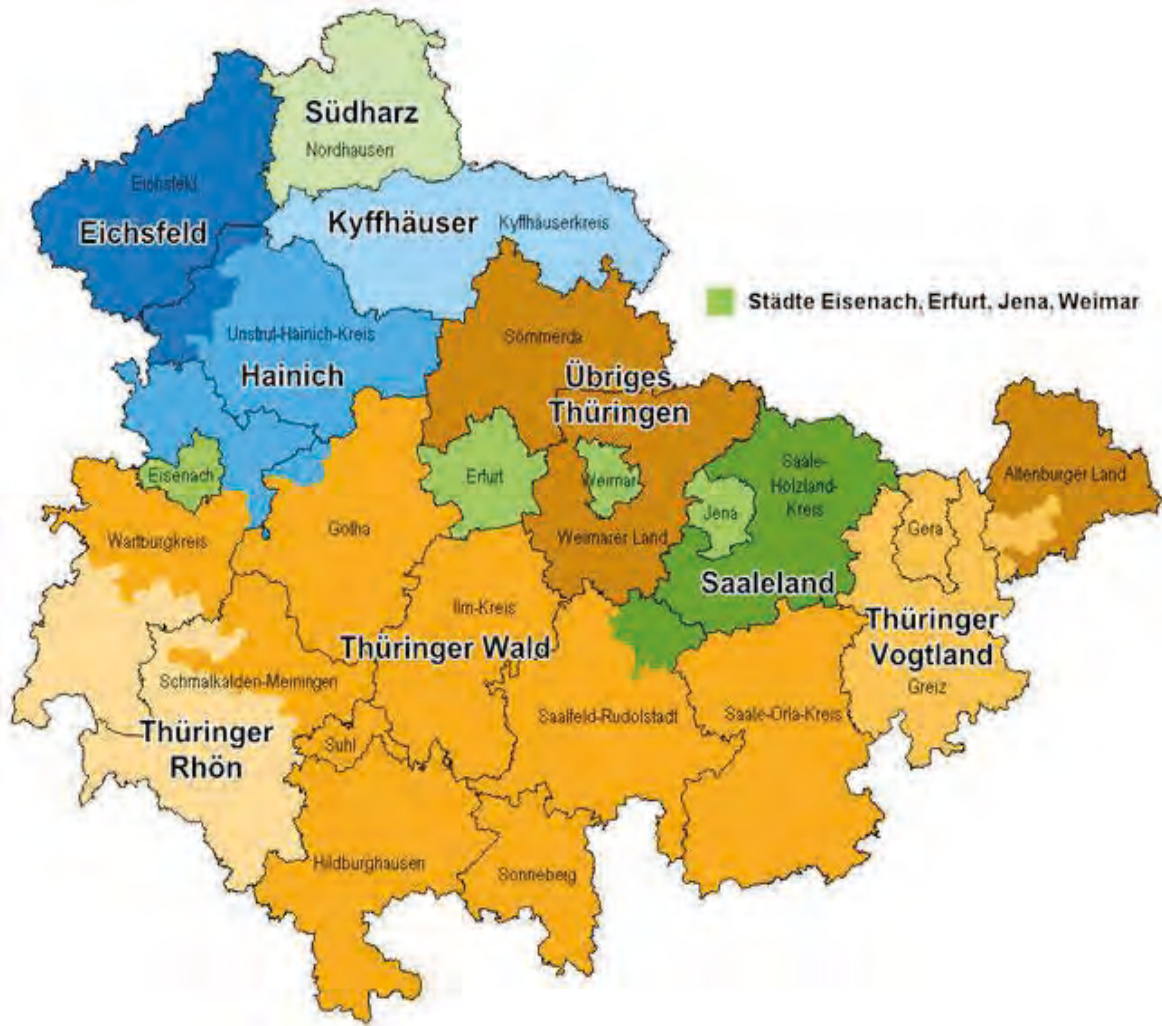 Südharz
Nordhausen
Eichsfeld
Eichsfeld
Kyffhäuser
Kyffhäuserkreis
Städte Eisenach, Erfurt, Jena, Weimar
Unstrut-Hainich-Kreis
Hainich
Sömmerda
Übriges
Thüringen
Eisenach
Erfurt
Weimar
Saale-
Holzland-
Kreis
Jena
Altenburger Land
Gera
Wartburgkreis
Gotha
Weimarer Land
Saaleland
Ilm-Kreis
Thüringer Wald
Thüringer
Vogtland
Greiz
Schmalkalden-Meiningen
Thüringer
Rhön
Suhl
Saalfeld-Rudolstadt
Saale-Orla-Kreis
Hildburghausen
Sonneberg